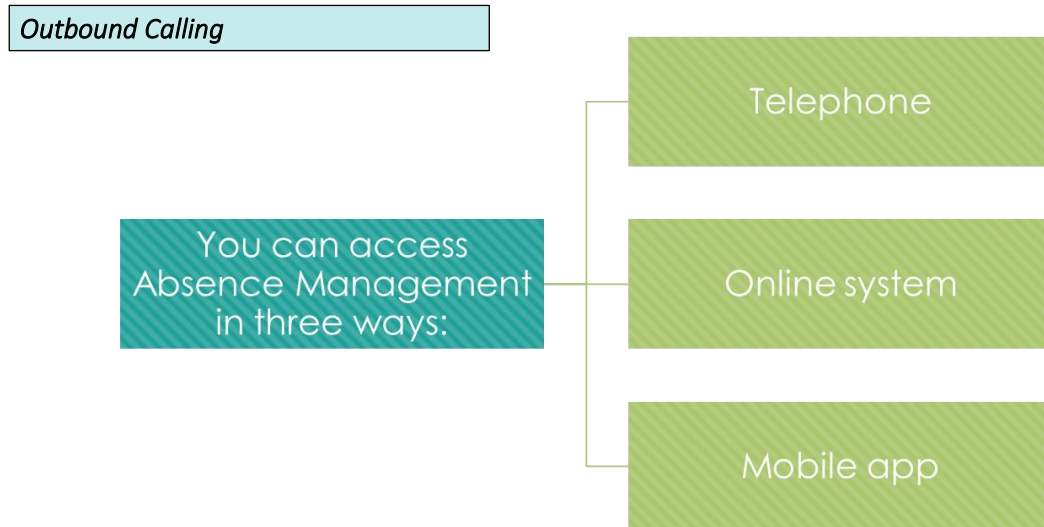 Outbound Calling
You can access
Absence Management
in three ways:
Telephone
Online system
Mobile app